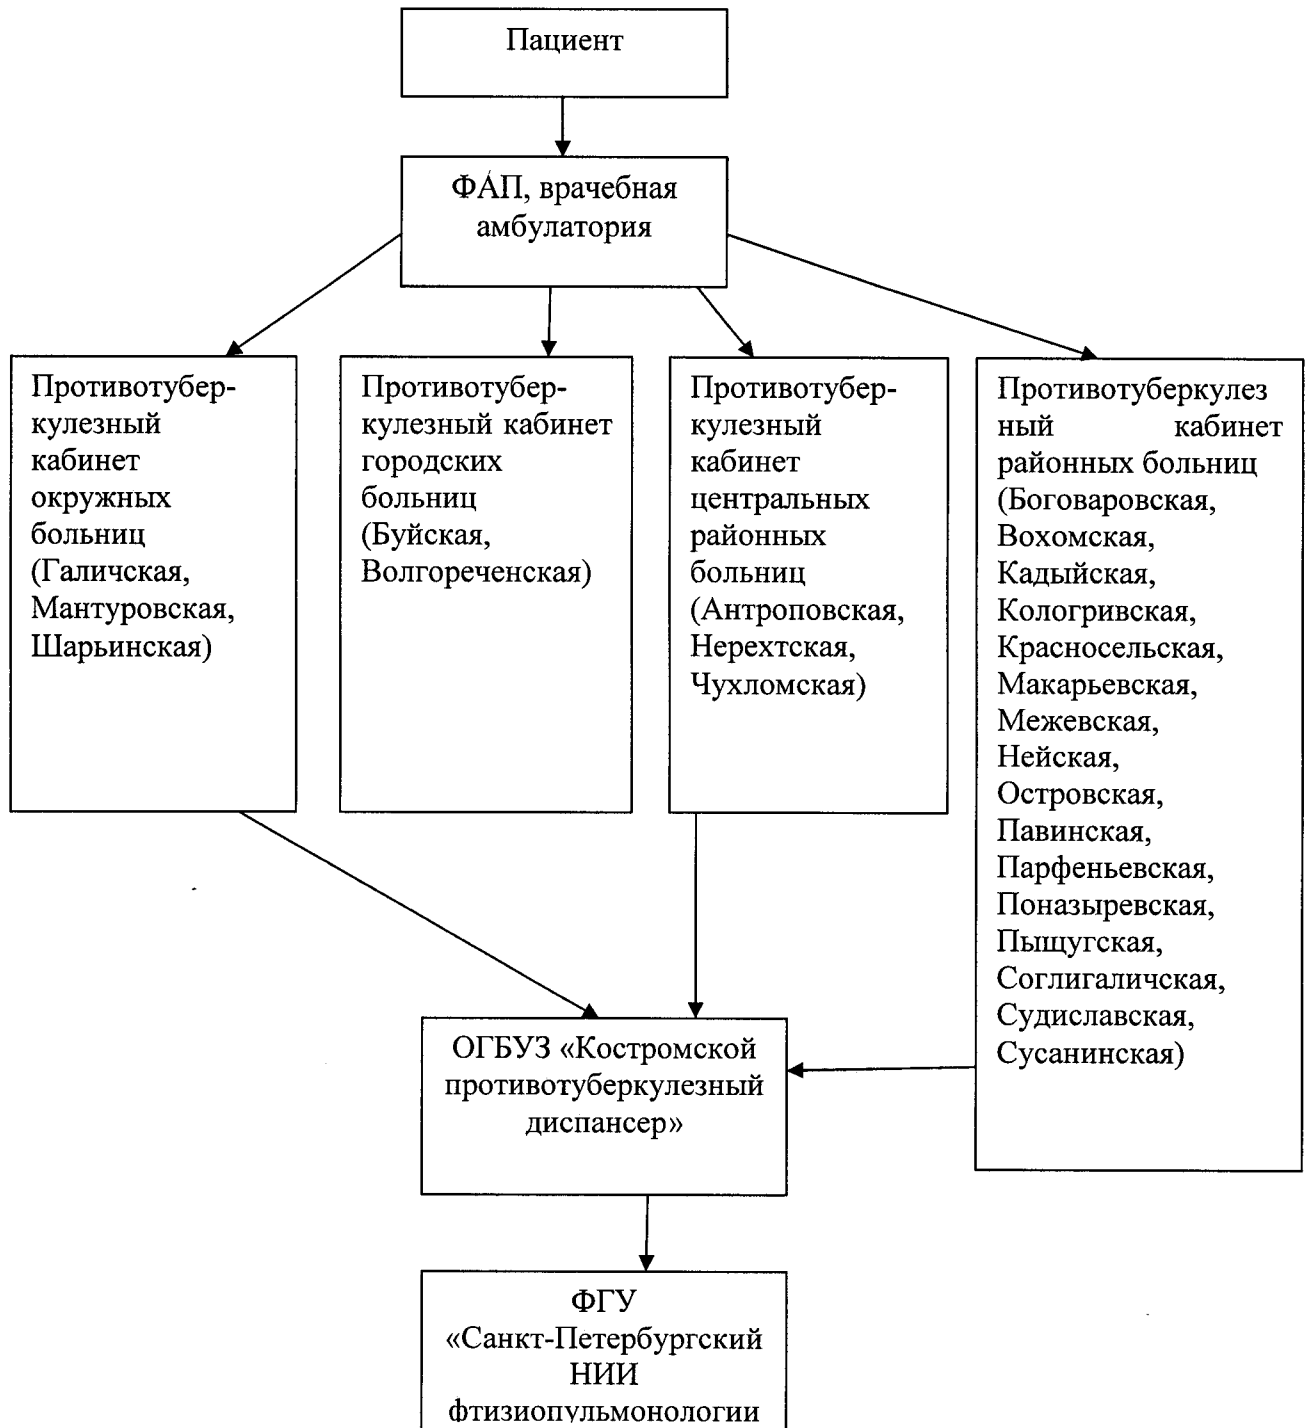 Пациент
ФАП, врачебная
амбулатория
Противотубер-
кулезный
кабинет
окружных
больниц
(Галичская,
Мантуровская,
Шарьинская)
Противотубер-
кулезный кабинет
городских
больниц
(Буйская,
Волгореченская)
Противотубер-
кулезный
кабинет
центральных
районных
больниц
(Антроповская,
Нерехтская,
Чухломская)
Противотуберкулез
ный кабинет
районных больниц
(Боговаровская,
Вохомская,
Кадыйская,
Кологривская,
Красносельская,
Макарьевская,
Межевская,
Нейская,
Островская,
Павинская,
Парфеньевская,
Поназыревская,
Пыщугская,
Соглигаличская,
Судиславская,
Сусанинская)
ОГБУЗ «Костромской
противотуберкулезный
диспансер»
ФГУ
«Санкт-Петербургский
НИИ
фтизиопульмонологии